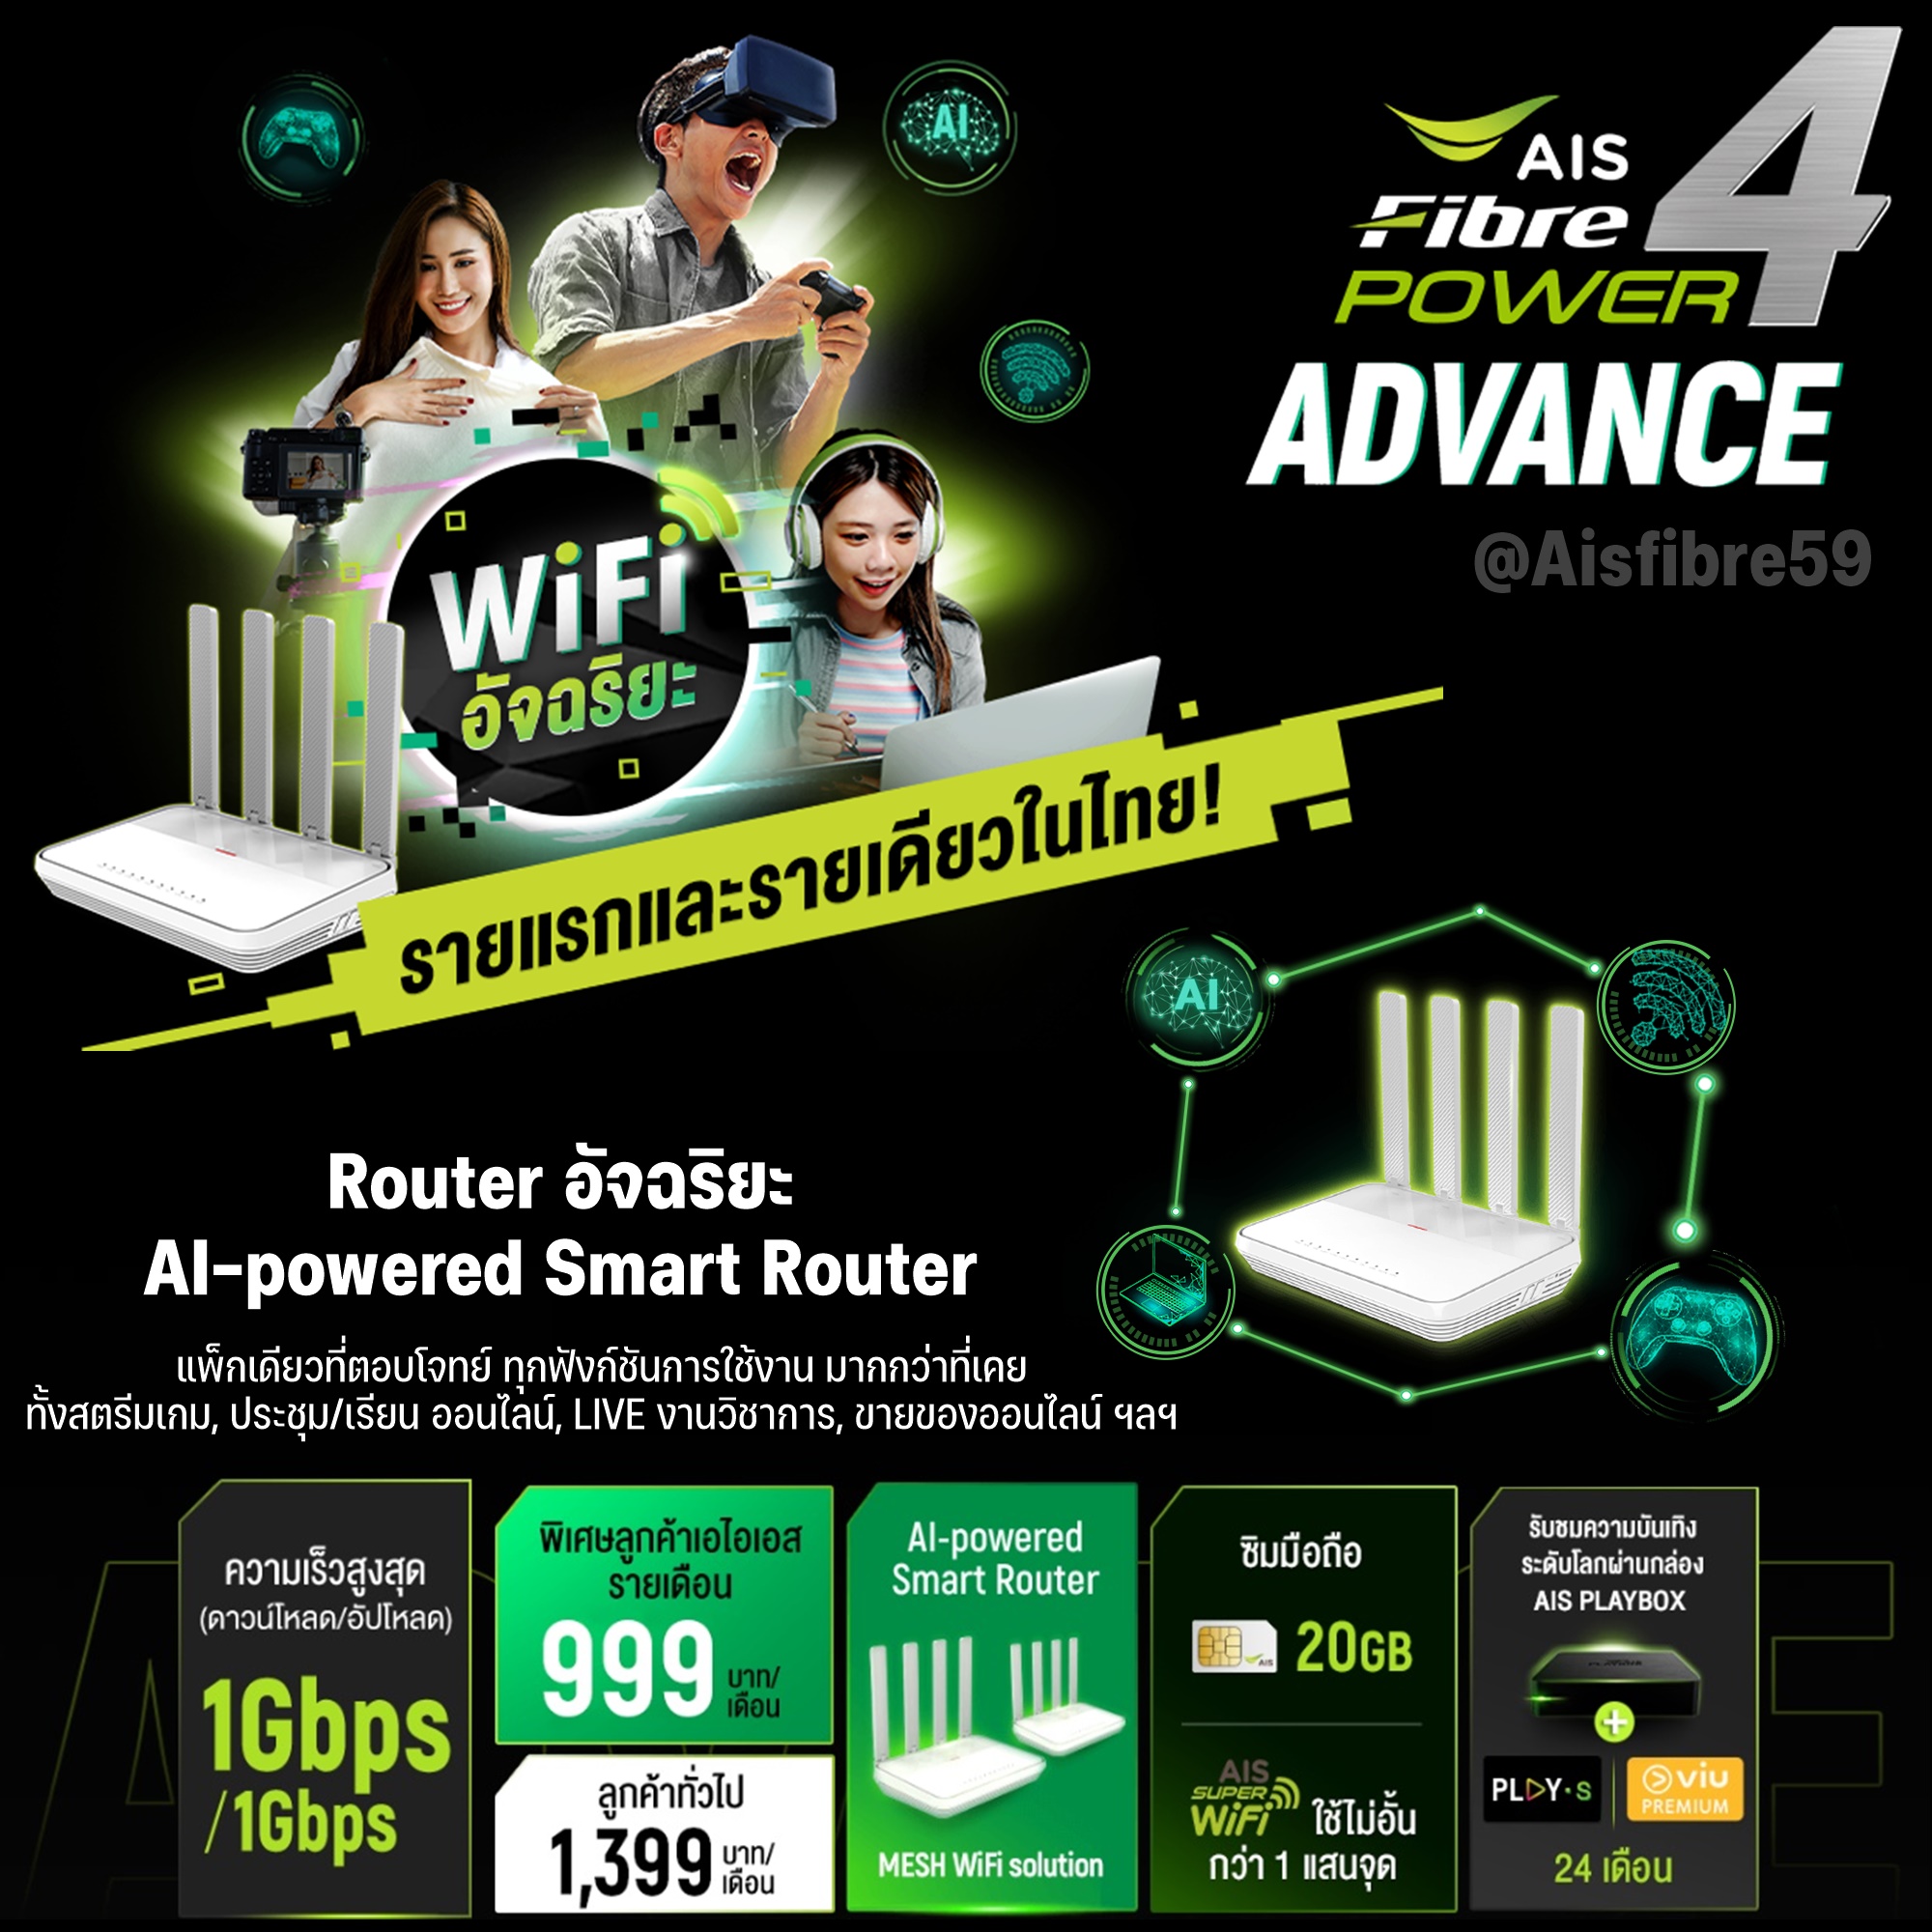 AI
AIS
Fibre
POWER4
ADVANCE
@Aisfibre59
WiFi
อัจฉริยะ
รายแรกและรายเดียวในไทย!
AI
Router อัจฉริยะ
AI-powered Smart Router
แพ็กเดียวที่ตอบโจทย์ ทุกฟังก์ชันการใช้งาน มากกว่าที่เคย
ทั้งสตรีมเกม, ประชุม/เรียน ออนไลน์, LIVE งานวิชาการ, ขายของออนไลน์ ฯลฯ
ความเร็วสูงสุด
(ดาวน์โหลด/อัปโหลด)
1Gbps
/1Gbps
พิเศษลูกค้าเอไอเอส
รายเดือน
999 บาท/
เดือน
ลูกค้าทั่วไป
1,399 บาท/
เดือน
AI-powered
Smart Router
MESH WiFi solution
ซิมมือถือ
AIS
20GB
AIS
SUPER
WiFi ใช้ไม่อั้น
กว่า 1 แสนจุด
รับชมความบันเทิง
ระดับโลกผ่านกล่อง
AIS PLAYBOX
+
PLAY·S
viu
PREMIUM
24 เดือน